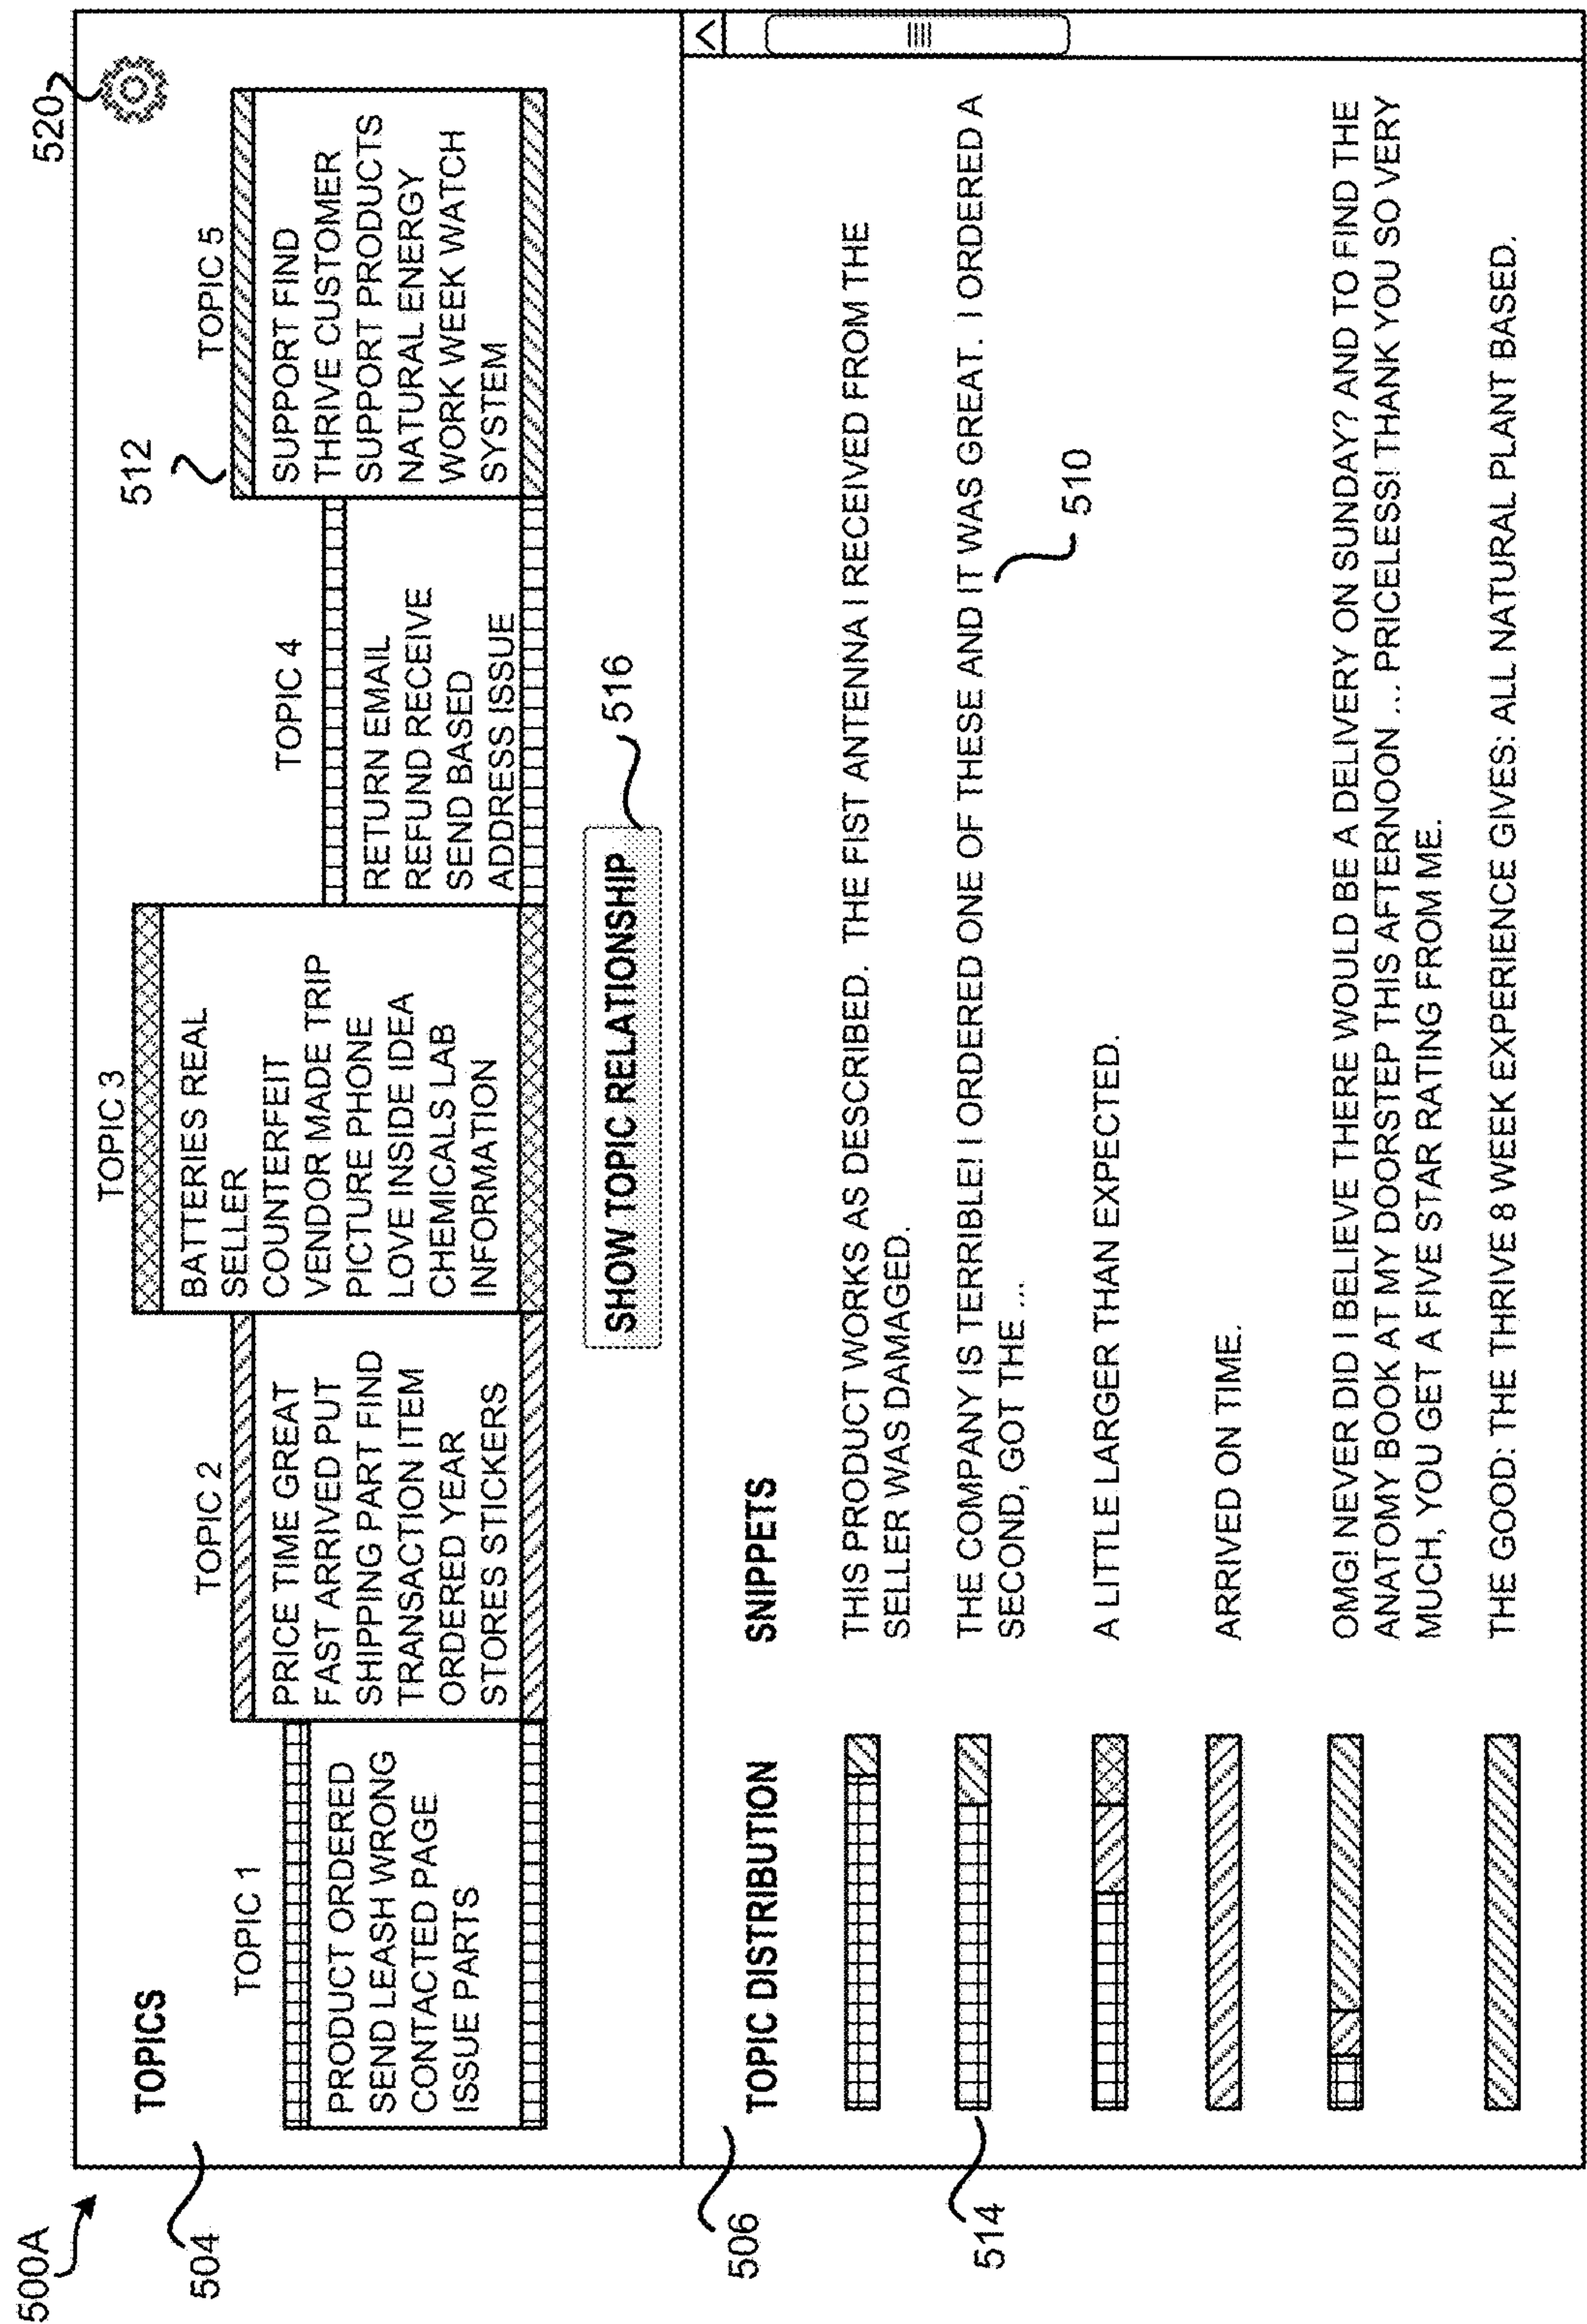 500A
520
504
TOPICS
TOPIC 1
PRODUCT ORDERED
SEND LEASH WRONG
CONTACTED PAGE
ISSUE PARTS
TOPIC 2
PRICE TIME GREAT
FAST ARRIVED PUT
SHIPPING PART FIND
TRANSACTION ITEM
ORDERED YEAR
STORES STICKERS
TOPIC 3
BATTERIES REAL
SELLER
COUNTERFEIT
VENDOR MADE TRIP
PICTURE PHONE
LOVE INSIDE IDEA
CHEMICALS LAB
INFORMATION
TOPIC 4
RETURN EMAIL
REFUND RECEIVE
SEND BASED
ADDRESS ISSUE
512
TOPIC 5
SUPPORT FIND
THRIVE CUSTOMER
SUPPORT PRODUCTS
NATURAL ENERGY
WORK WEEK WATCH
SYSTEM
SHOW TOPIC RELATIONSHIP
516
506
TOPIC DISTRIBUTION
SNIPPETS
THIS PRODUCT WORKS AS DESCRIBED. THE FIST ANTENNA I RECEIVED FROM THE
SELLER WAS DAMAGED.
514
THE COMPANY IS TERRIBLE! I ORDERED ONE OF THESE AND IT WAS GREAT. I ORDERED A
SECOND, GOT THE ...
510
A LITTLE LARGER THAN EXPECTED.
ARRIVED ON TIME.
OMG! NEVER DID I BELIEVE THERE WOULD BE A DELIVERY ON SUNDAY? AND TO FIND THE
ANATOMY BOOK AT MY DOORSTEP THIS AFTERNOON ... PRICELESS! THANK YOU SO VERY
MUCH, YOU GET A FIVE STAR RATING FROM ME.
THE GOOD: THE THRIVE 8 WEEK EXPERIENCE GIVES: ALL NATURAL PLANT BASED.